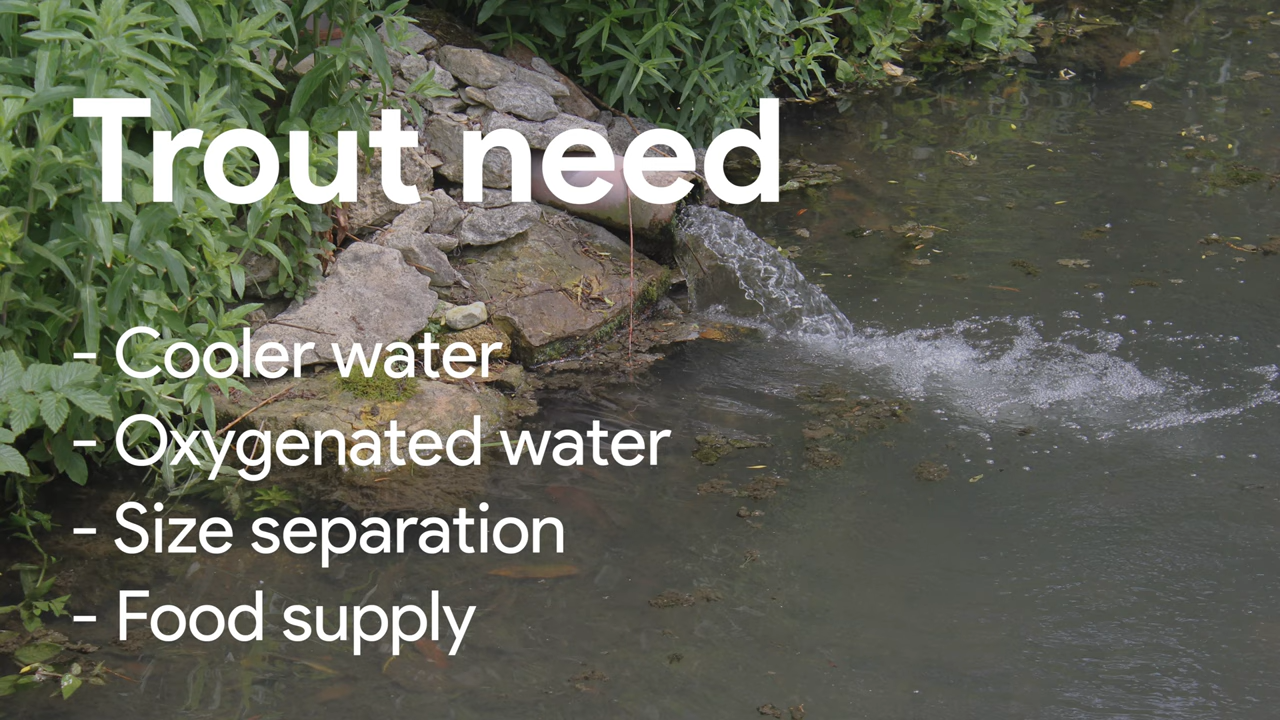 Trout need
- Cooler water
- Oxygenated water
- Size separation
- Food supply